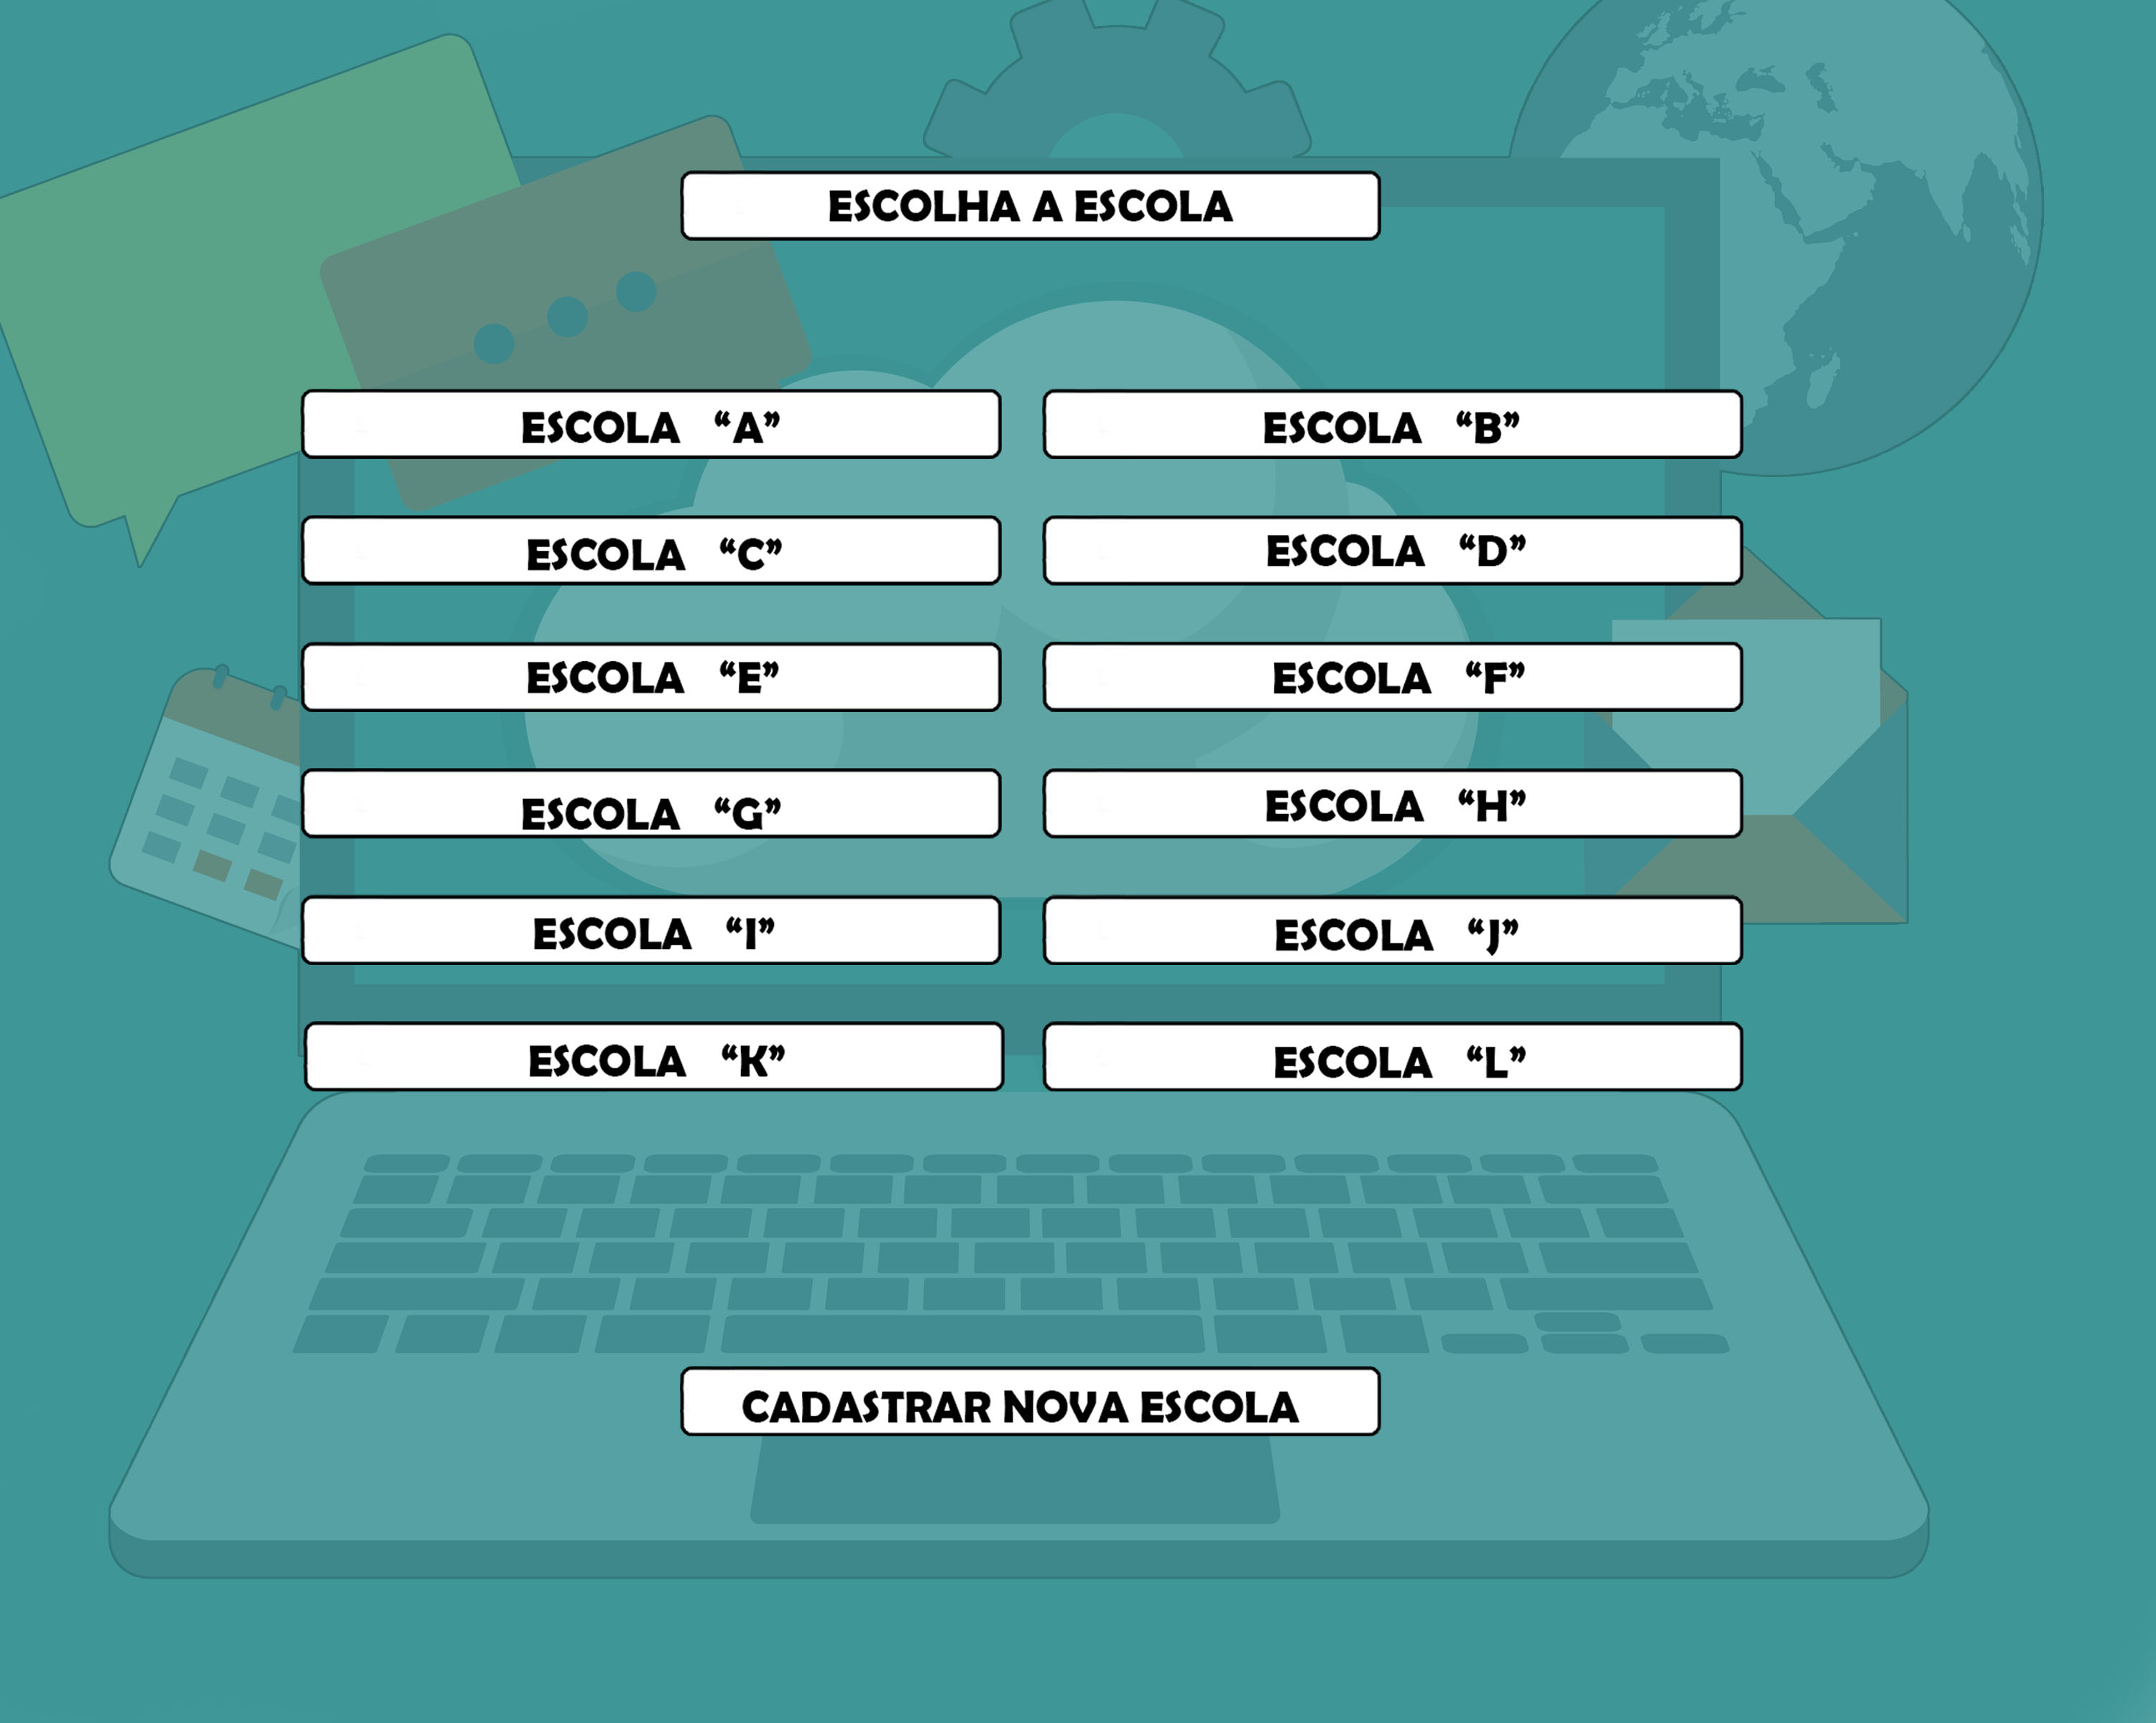 ESCOLHA A ESCOLA
ESCOLA “A”
ESCOLA “B”
ESCOLA “C”
ESCOLA “D”
ESCOLA “E”
ESCOLA “F”
ESCOLA “G”
ESCOLA “H”
ESCOLA “I”
ESCOLA “J”
ESCOLA “K”
ESCOLA “L”
CADASTRAR NOVA ESCOLA